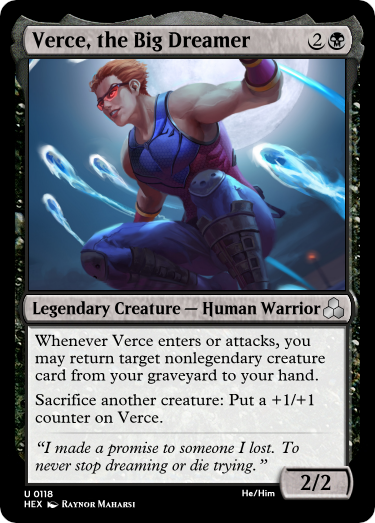 Verce, the Big Dreamer 2
Legendary Creature — Human Warrior
Whenever Verce enters or attacks, you
may return target nonlegendary creature
card from your graveyard to your hand.
Sacrifice another creature: Put a +1/+1
counter on Verce.
“I made a promise to someone I lost. To
never stop dreaming or die trying.”
2/2
U 0118 He/Him
HEX Raynor Maharsi